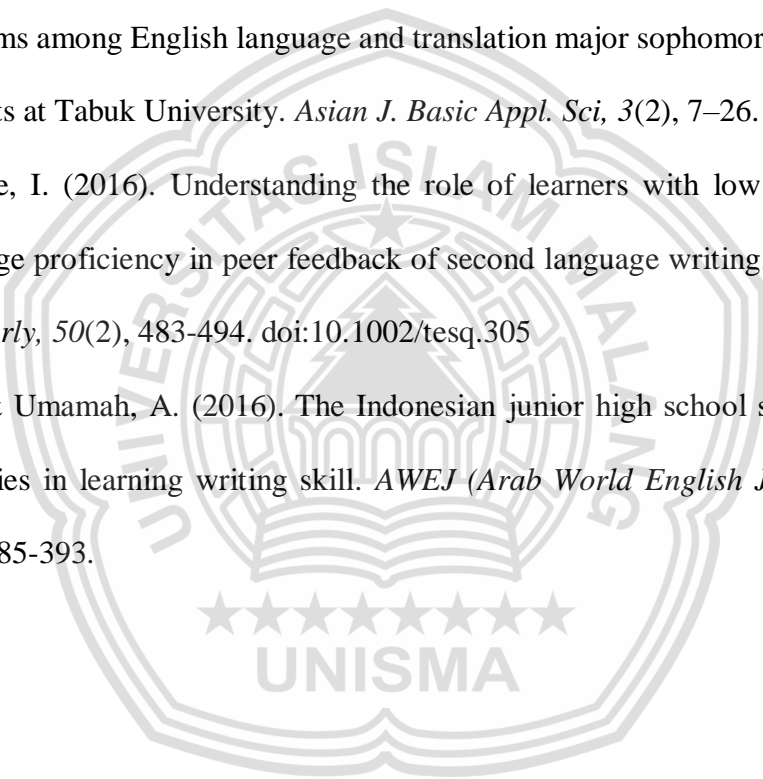 ms among English language and translation major sophomor
ts at Tabuk University. Asian J. Basic Appl. Sci, 3(2), 7–26.
e, I. (2016). Understanding the role of learners with low
ge proficiency in peer feedback of second language writing.
rly, 50(2), 483-494. doi:10.1002/tesq.305
Umamah, A. (2016). The Indonesian junior high school s
ies in learning writing skill. AWEJ (Arab World English J
85-393.
UNIVERSITAS ISLAM MALANG
UNISMA